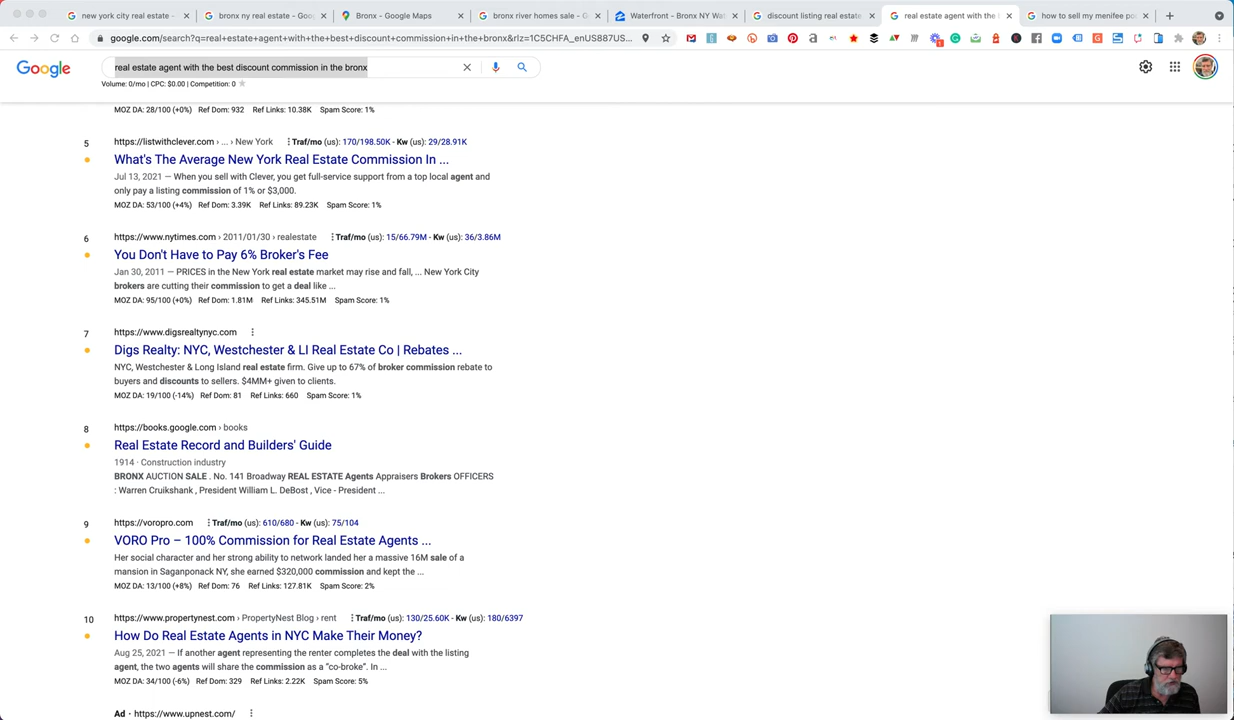 new york city real estate -
bronx ny real estate - Goo
Bronx - Google Maps
bronx river homes sale - G
Waterfront - Bronx NY Wat
discount listing real estate
real estate agent with the b
how to sell my menifee po
google.com/search?q=real+estate+agent+with+the+best+discount+commission+in+the+bronx&rlz=1C5CHFA_enUS887US...
Google
real estate agent with the best discount commission in the bronx
Volume: 0/mo | CPC: $0.00 | Competition: 0
MOZ DA: 28/100 (+0%) Ref Dom: 932 Ref Links: 10.38K Spam Score: 1%
5 https://listwithclever.com › ... › New York Traf/mo (us): 170/198.50K - Kw (us): 29/28.91K
What's The Average New York Real Estate Commission In ...
Jul 13, 2021 — When you sell with Clever, you get full-service support from a top local agent and
only pay a listing commission of 1% or $3,000.
MOZ DA: 53/100 (+4%) Ref Dom: 3.39K Ref Links: 89.23K Spam Score: 1%
6 https://www.nytimes.com › 2011/01/30 › realestate Traf/mo (us): 15/66.79M - Kw (us): 36/3.86M
You Don't Have to Pay 6% Broker's Fee
Jan 30, 2011 — PRICES in the New York real estate market may rise and fall, ... New York City
brokers are cutting their commission to get a deal like ...
MOZ DA: 95/100 (+0%) Ref Dom: 1.81M Ref Links: 345.51M Spam Score: 1%
7 https://www.digsrealtynyc.com
Digs Realty: NYC, Westchester & LI Real Estate Co | Rebates ...
NYC, Westchester & Long Island real estate firm. Give up to 67% of broker commission rebate to
buyers and discounts to sellers. $4MM+ given to clients.
MOZ DA: 19/100 (-14%) Ref Dom: 81 Ref Links: 660 Spam Score: 1%
8 https://books.google.com › books
Real Estate Record and Builders' Guide
1914 · Construction industry
BRONX AUCTION SALE . No. 141 Broadway REAL ESTATE Agents Appraisers Brokers OFFICERS
: Warren Cruikshank , President William L. DeBost , Vice - President ...
9 https://voropro.com Traf/mo (us): 610/680 - Kw (us): 75/104
VORO Pro – 100% Commission for Real Estate Agents ...
Her social character and her strong ability to network landed her a massive 16M sale of a
mansion in Saganponack NY, she earned $320,000 commission and kept the ...
MOZ DA: 13/100 (+8%) Ref Dom: 76 Ref Links: 127.81K Spam Score: 2%
10 https://www.propertynest.com › PropertyNest Blog › rent Traf/mo (us): 130/25.60K - Kw (us): 180/6397
How Do Real Estate Agents in NYC Make Their Money?
Aug 25, 2021 — If another agent representing the renter completes the deal with the listing
agent, the two agents will share the commission as a “co-broke”. In ...
MOZ DA: 34/100 (-6%) Ref Dom: 329 Ref Links: 2.22K Spam Score: 5%
Ad · https://www.upnest.com/